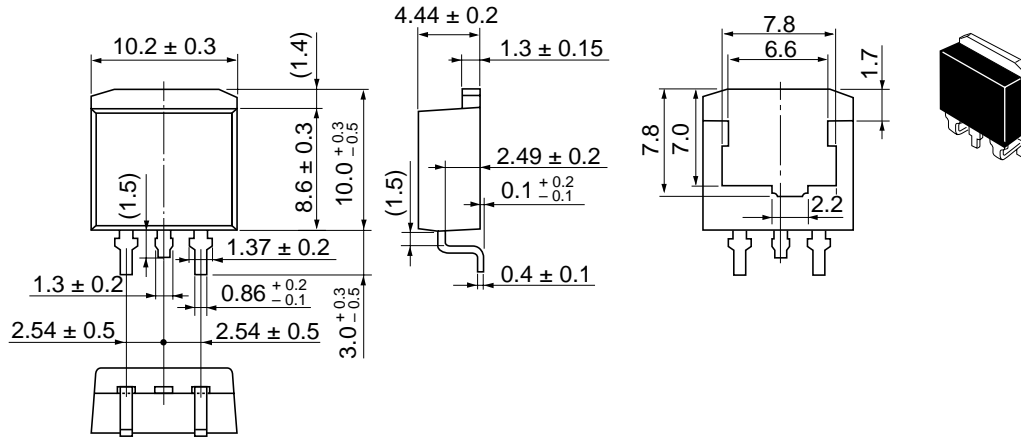 10.2 ± 0.3
(1.4)
8.6 ± 0.3
10.0 +0.3 −0.5
(1.5)
1.37 ± 0.2
1.3 ± 0.2
0.86 +0.2 −0.1
3.0 +0.3 −0.5
2.54 ± 0.5
2.54 ± 0.5
4.44 ± 0.2
1.3 ± 0.15
2.49 ± 0.2
(1.5)
0.1 +0.2 −0.1
0.4 ± 0.1
7.8
6.6
1.7
7.8
7.0
2.2